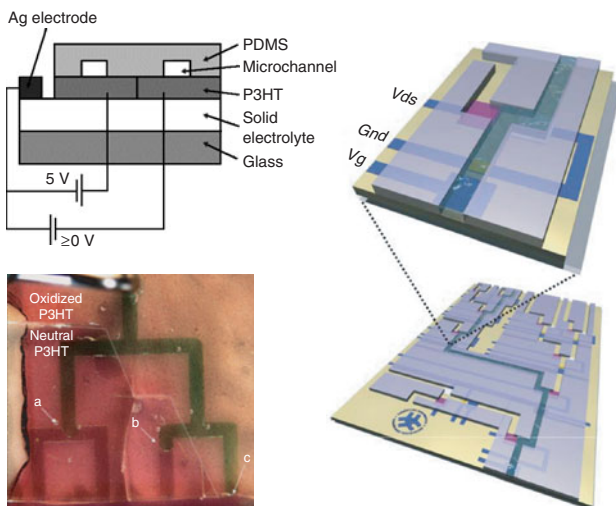 Ag electrode
PDMS
Microchannel
P3HT
Solid
electrolyte
Glass
5 V
≥0 V
Vds
Gnd
Vg
Oxidized
P3HT
Neutral
P3HT
a
b
c